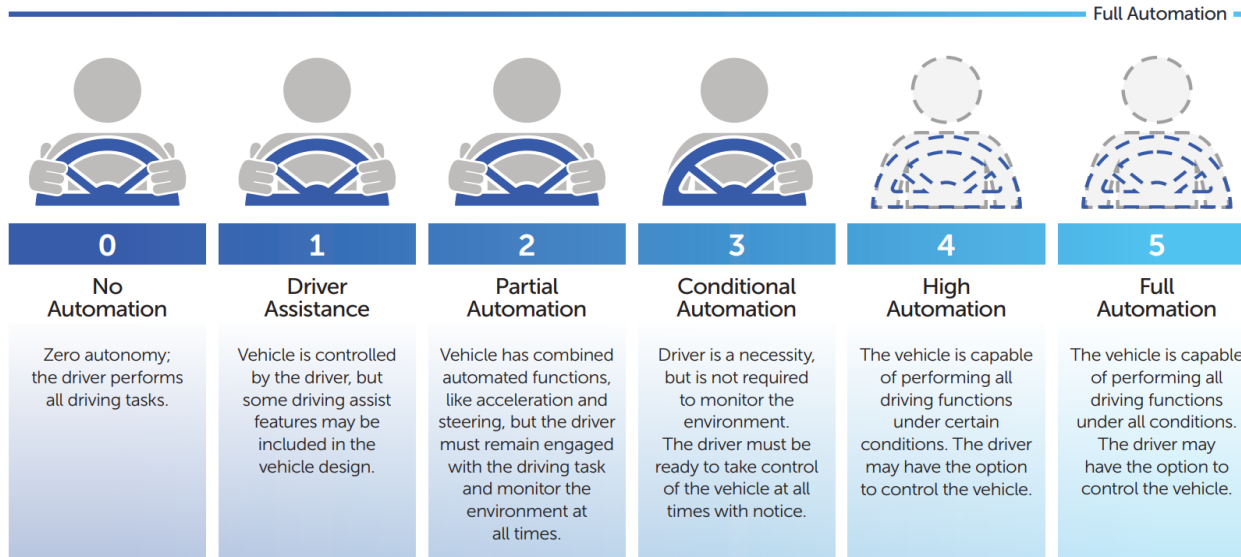 Full Automation
0
No
Automation
Zero autonomy;
the driver performs
all driving tasks.
1
Driver
Assistance
Vehicle is controlled
by the driver, but
some driving assist
features may be
included in the
vehicle design.
2
Partial
Automation
Vehicle has combined
automated functions,
like acceleration and
steering, but the driver
must remain engaged
with the driving task
and monitor the
environment at
all times.
3
Conditional
Automation
Driver is a necessity,
but is not required
to monitor the
environment.
The driver must be
ready to take control
of the vehicle at all
times with notice.
4
High
Automation
The vehicle is capable
of performing all
driving functions
under certain
conditions. The driver
may have the option
to control the vehicle.
5
Full
Automation
The vehicle is capable
of performing all
driving functions
under all conditions.
The driver may
have the option to
control the vehicle.